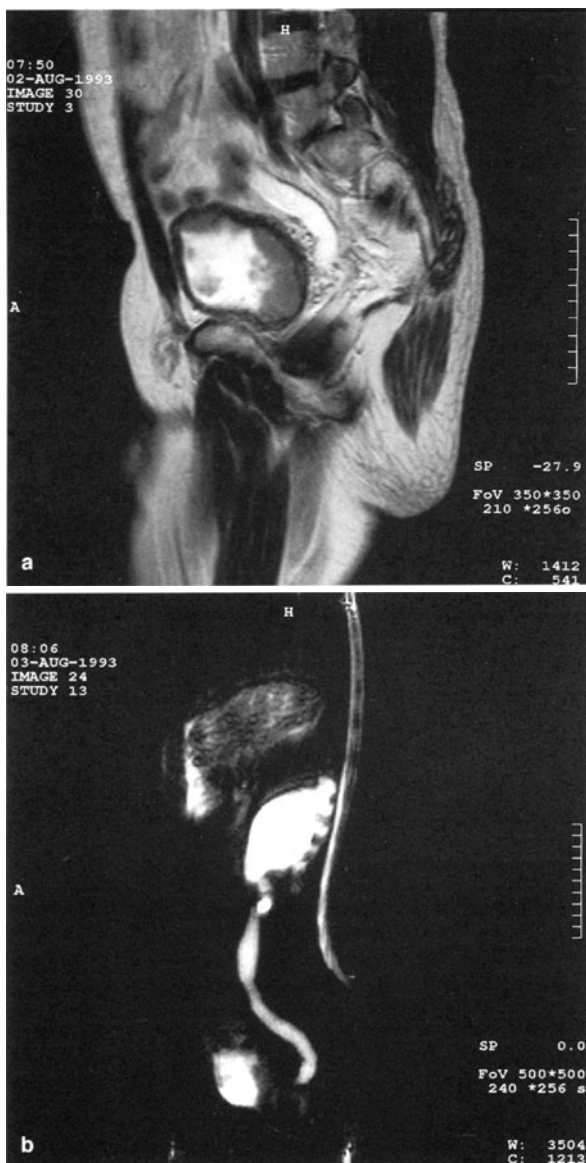 H
07:50
02-AUG-1993
IMAGE 30
STUDY 3
A
SP -27.9
FoV 350*350
210 *256o
W: 1412
C: 541
a
H
08:06
03-AUG-1993
IMAGE 24
STUDY 13
A
SP 0.0
FoV 500*500
240 *256 s
W: 3504
C: 1213
b